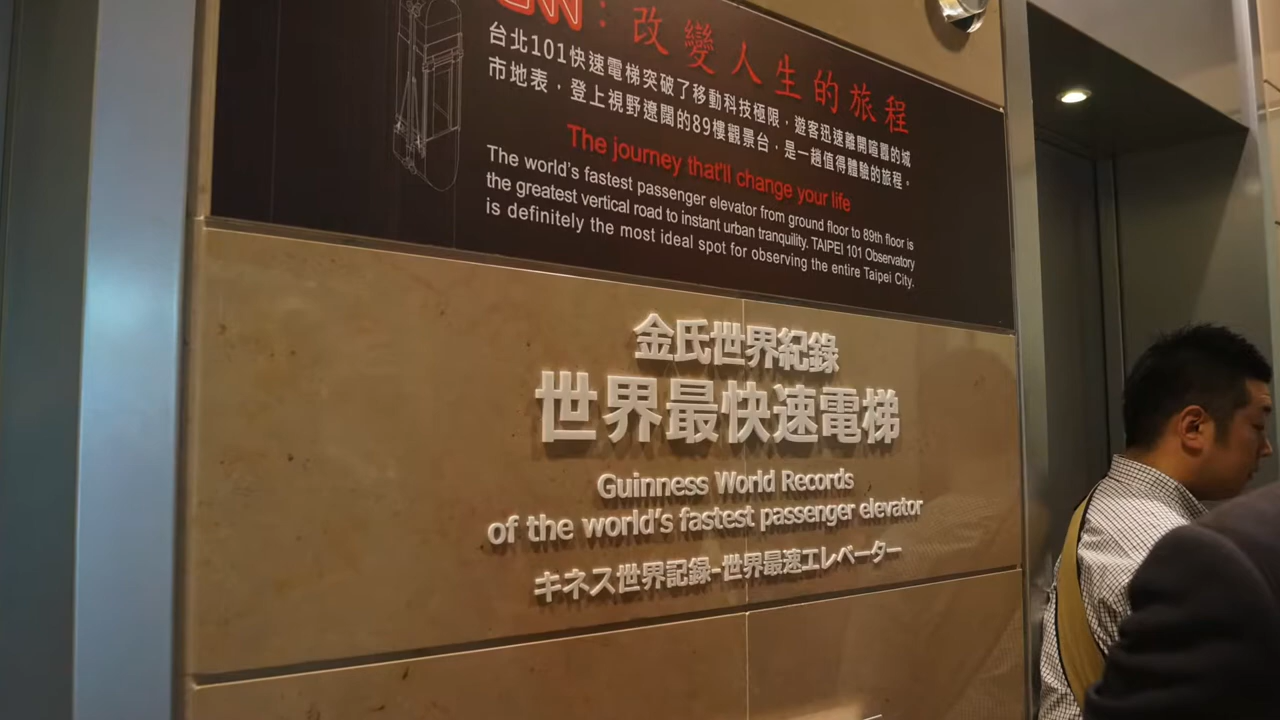 CNN：改變人生的旅程
台北101快速電梯突破了移動科技極限，遊客迅速離開喧囂的城
市地表，登上視野遼闊的89樓觀景台，是一趟值得體驗的旅程。
The journey that'll change your life
The world's fastest passenger elevator from ground floor to 89th floor is
the greatest vertical road to instant urban tranquility. TAIPEI 101 Observatory
is definitely the most ideal spot for observing the entire Taipei City.
金氏世界紀錄
世界最快速電梯
Guinness World Records
of the world's fastest passenger elevator
キネス世界記録-世界最速エレベーター